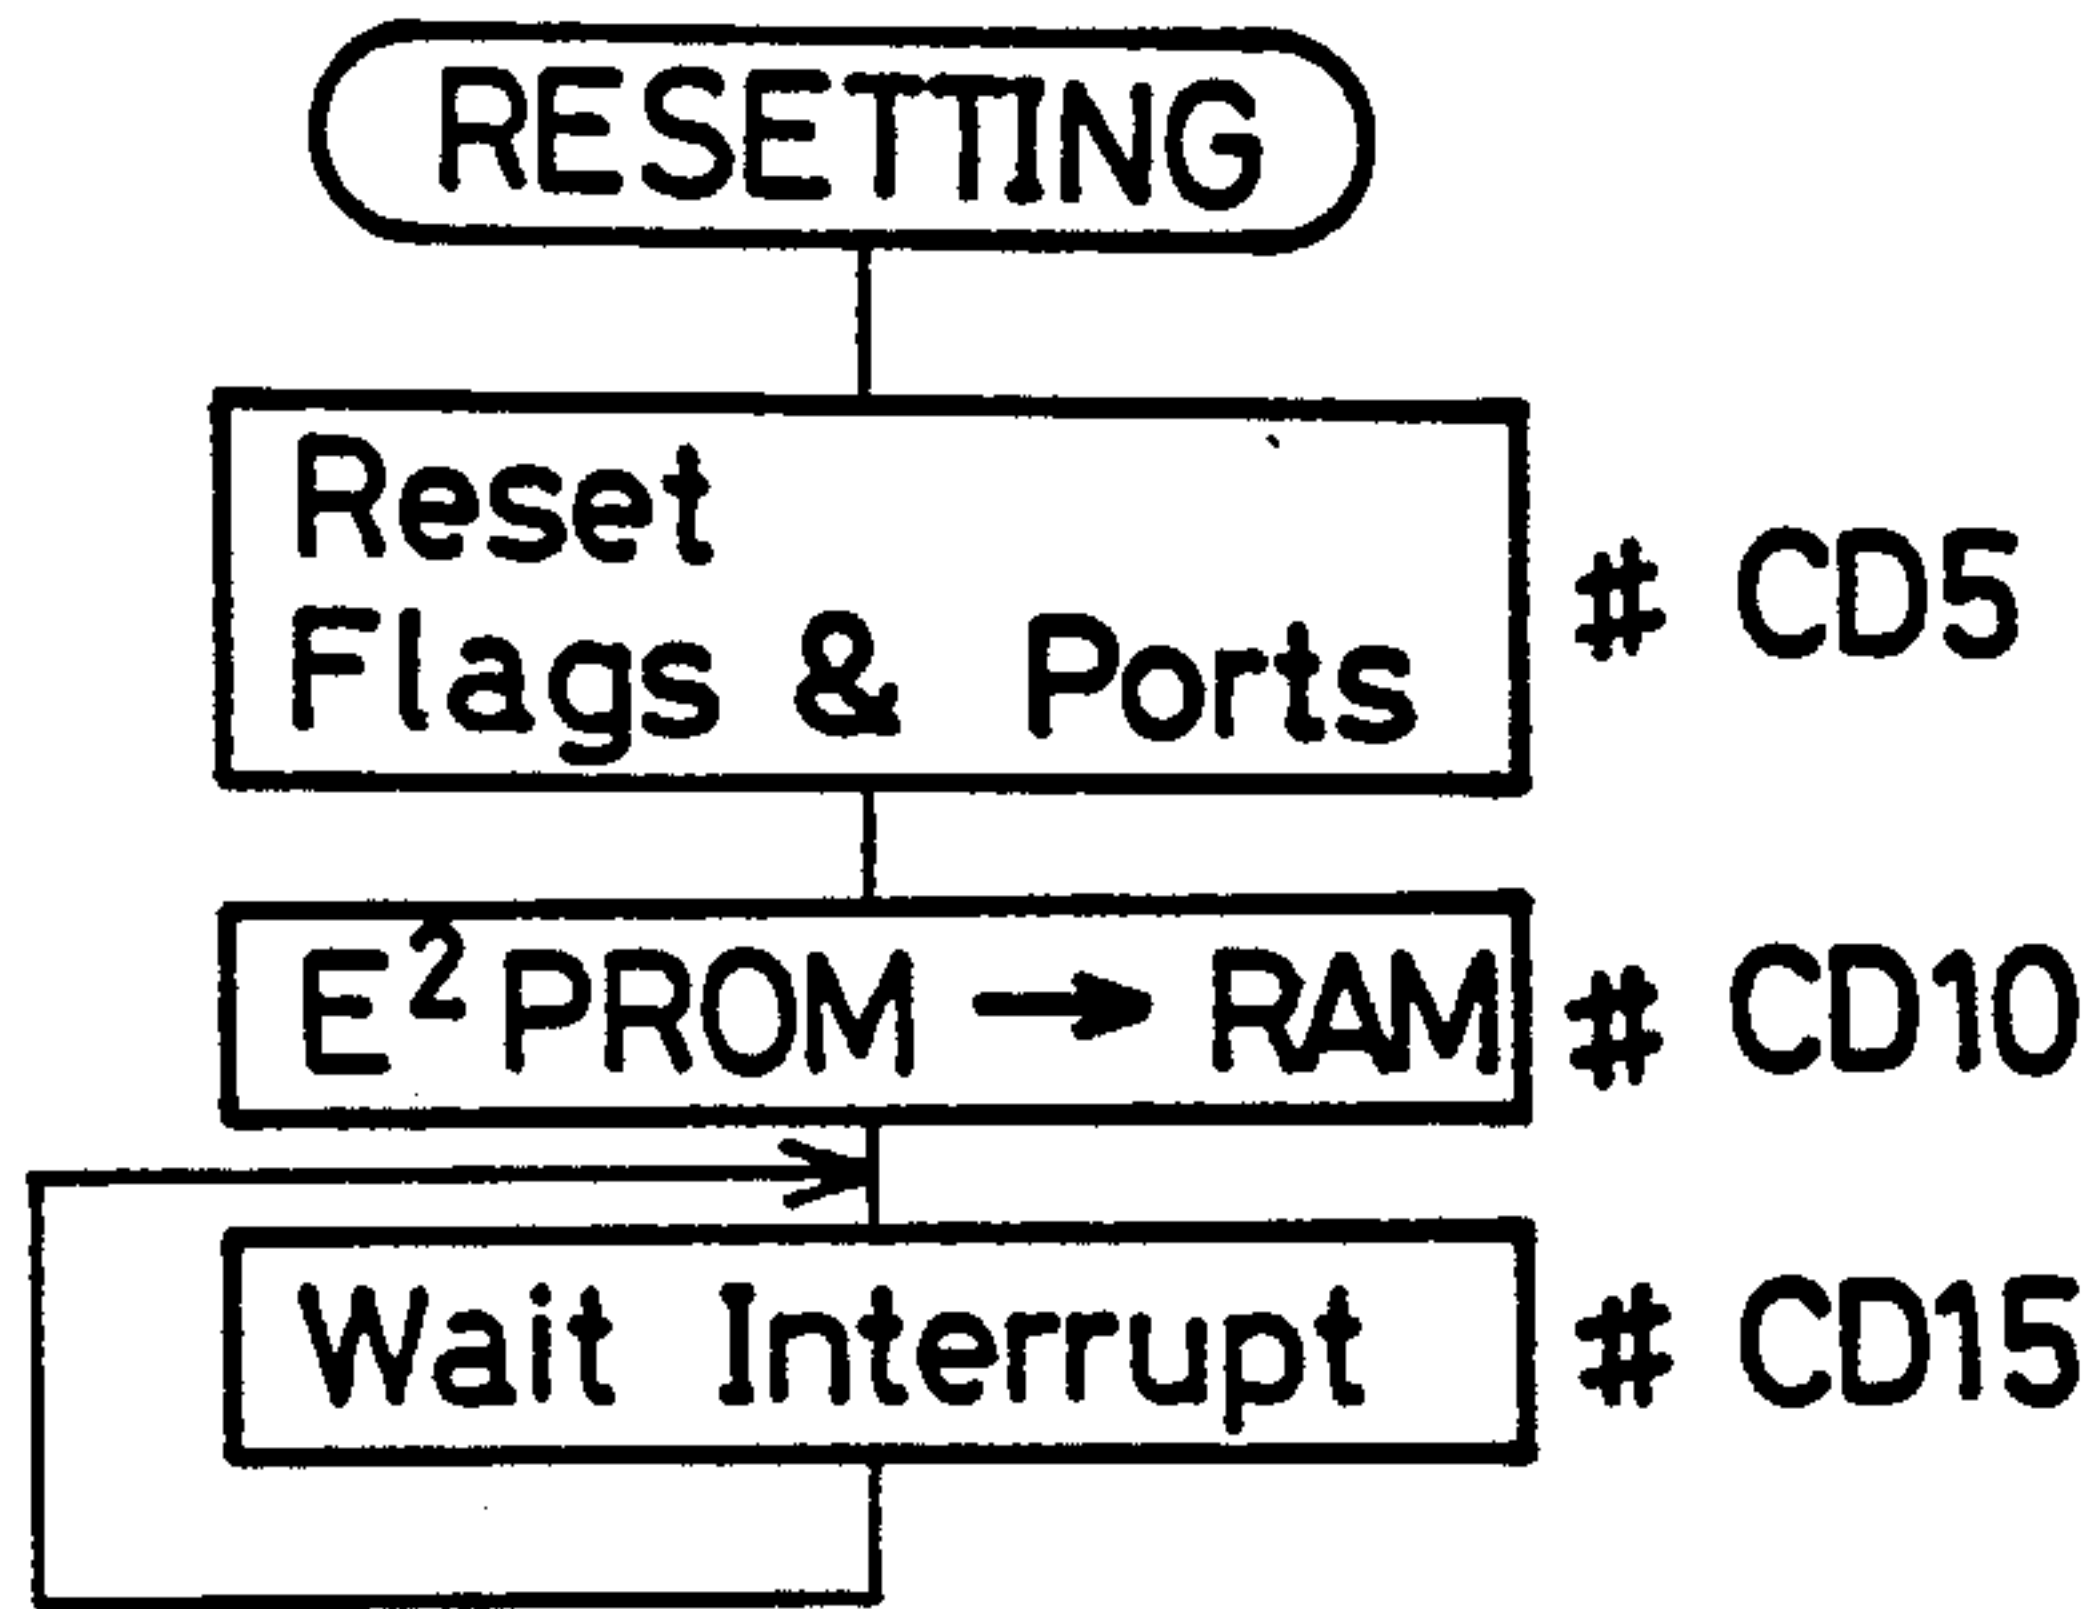 RESETTING
Reset
Flags & Ports
# CD5
E²PROM → RAM
# CD10
Wait Interrupt
# CD15